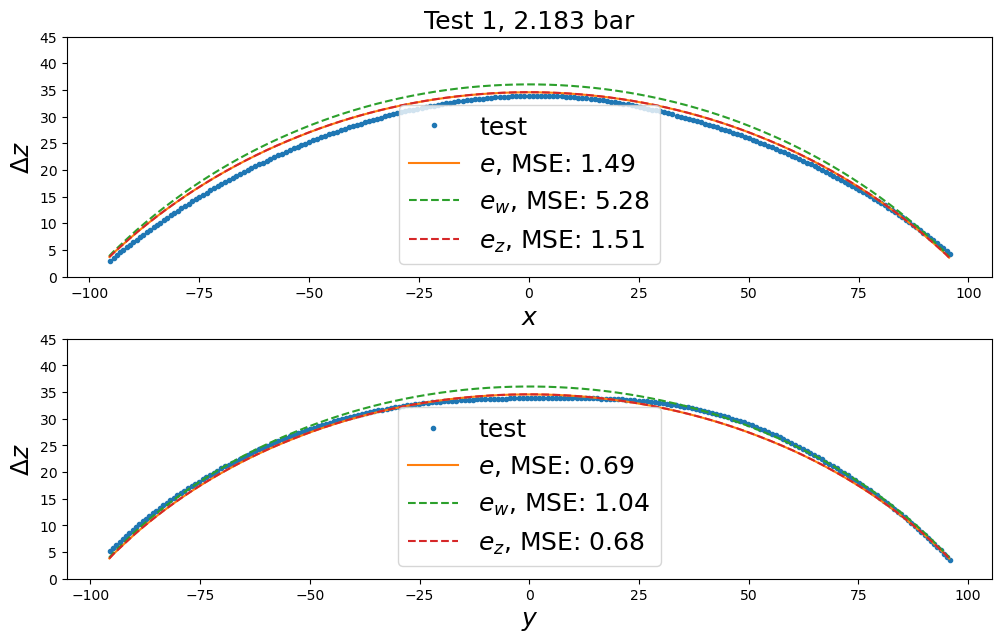 Test 1, 2.183 bar
45
40
35
30
25
20
15
10
5
0
Δz
test
e, MSE: 1.49
e_w, MSE: 5.28
e_z, MSE: 1.51
−100 −75 −50 −25 0 25 50 75 100
x
45
40
35
30
25
20
15
10
5
0
Δz
test
e, MSE: 0.69
e_w, MSE: 1.04
e_z, MSE: 0.68
−100 −75 −50 −25 0 25 50 75 100
y